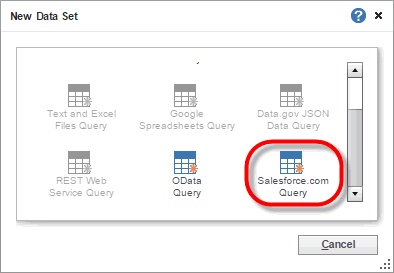 New Data Set
Text and Excel
Files Query
Google
Spreadsheets Query
Data.gov JSON
Data Query
REST Web
Service Query
OData
Query
Salesforce.com
Query
Cancel